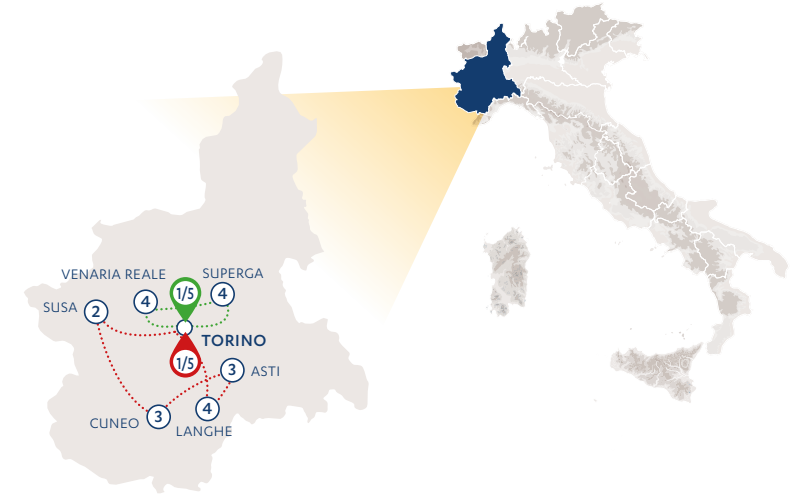 VENARIA REALE
SUPERGA
1/5
4
4
SUSA
2
TORINO
1/5
3
ASTI
4
3
CUNEO
LANGHE